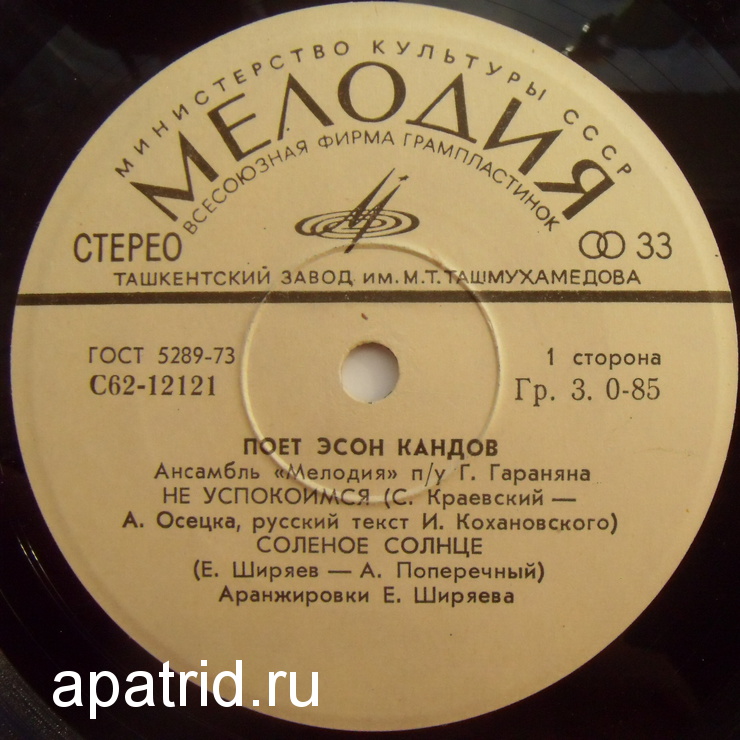 МИНИСТЕРСТВО КУЛЬТУРЫ СССР
МЕЛОДИЯ
ВСЕСОЮЗНАЯ ФИРМА ГРАМПЛАСТИНОК
СТЕРЕО 33
ТАШКЕНТСКИЙ ЗАВОД ИМ. М.Т. ТАШМУХАМЕДОВА
ГОСТ 5289-73 1 сторона
С62-12121 Гр. 3. 0-85
ПОЕТ ЭСОН КАНДОВ
Ансамбль «Мелодия» п/у Г. Гараняна
НЕ УСПОКОИМСЯ (С. Краевский —
А. Осецка, русский текст И. Кохановского)
СОЛЕНОЕ СОЛНЦЕ
(Е. Ширяев — А. Поперечный)
Аранжировки Е. Ширяева
apatrid.ru